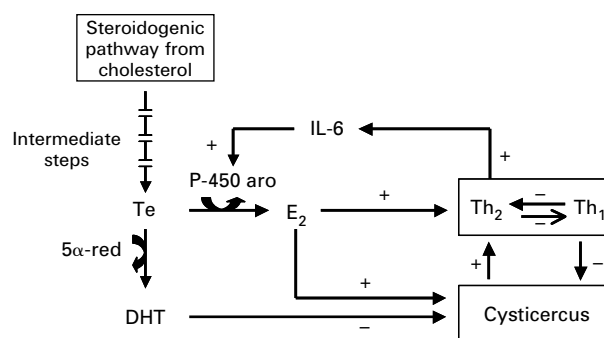 Steroidogenic
pathway from
cholesterol
Intermediate
steps
IL-6
+
+
P-450 aro
Te
E₂
+
Th₂
−
−
Th₁
5α-red
+
+
−
DHT
−
Cysticercus